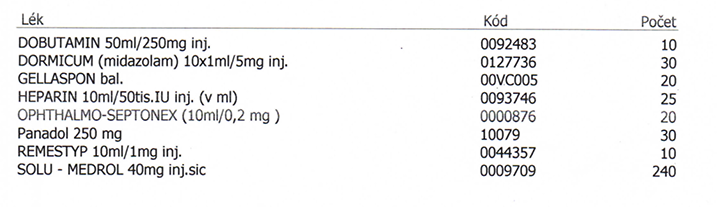 Lék Kód Počet
DOBUTAMIN 50ml/250mg inj. 0092483 10
DORMICUM (midazolam) 10x1ml/5mg inj. 0127736 30
GELLASPON bal. 00VC005 20
HEPARIN 10ml/50tis.IU inj. (v ml) 0093746 25
OPHTHALMO-SEPTONEX (10ml/0,2 mg ) 0000876 20
Panadol 250 mg 10079 30
REMESTYP 10ml/1mg inj. 0044357 10
SOLU - MEDROL 40mg inj.sic 0009709 240